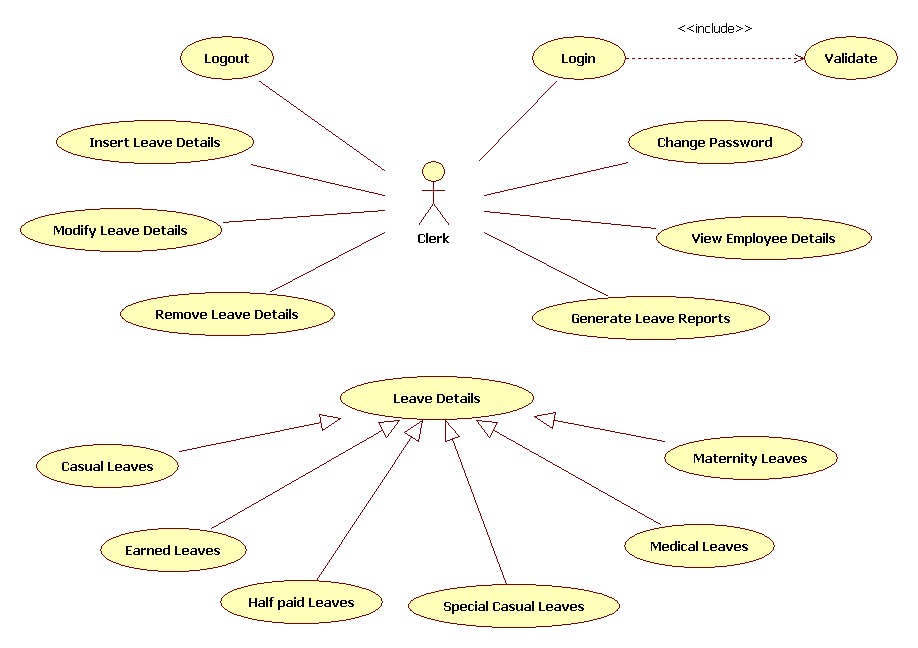 <<include>>
Logout
Login
Validate
Insert Leave Details
Change Password
Modify Leave Details
Clerk
View Employee Details
Remove Leave Details
Generate Leave Reports
Leave Details
Casual Leaves
Maternity Leaves
Earned Leaves
Medical Leaves
Half paid Leaves
Special Casual Leaves